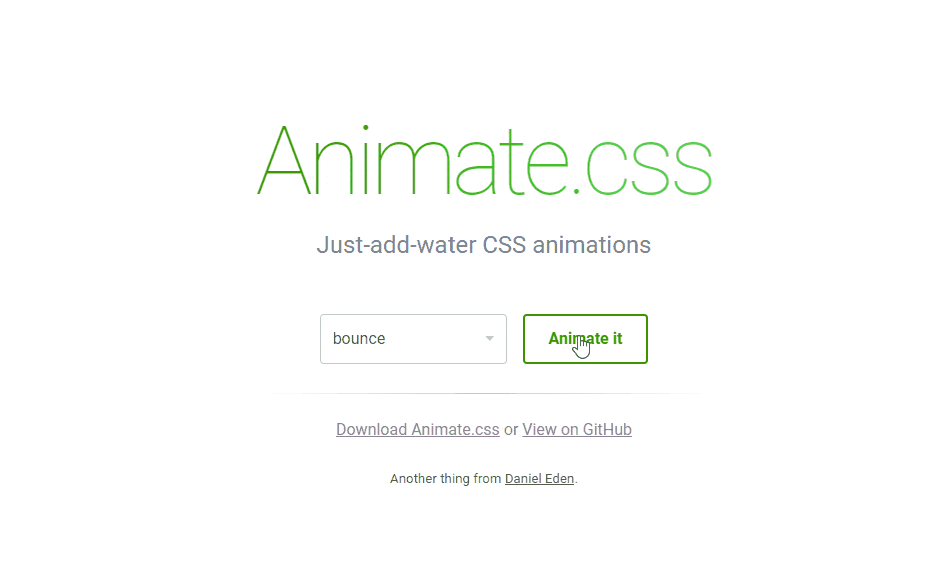 Animate.css
Just-add-water CSS animations
bounce Animate it
Download Animate.css or View on GitHub
Another thing from Daniel Eden.